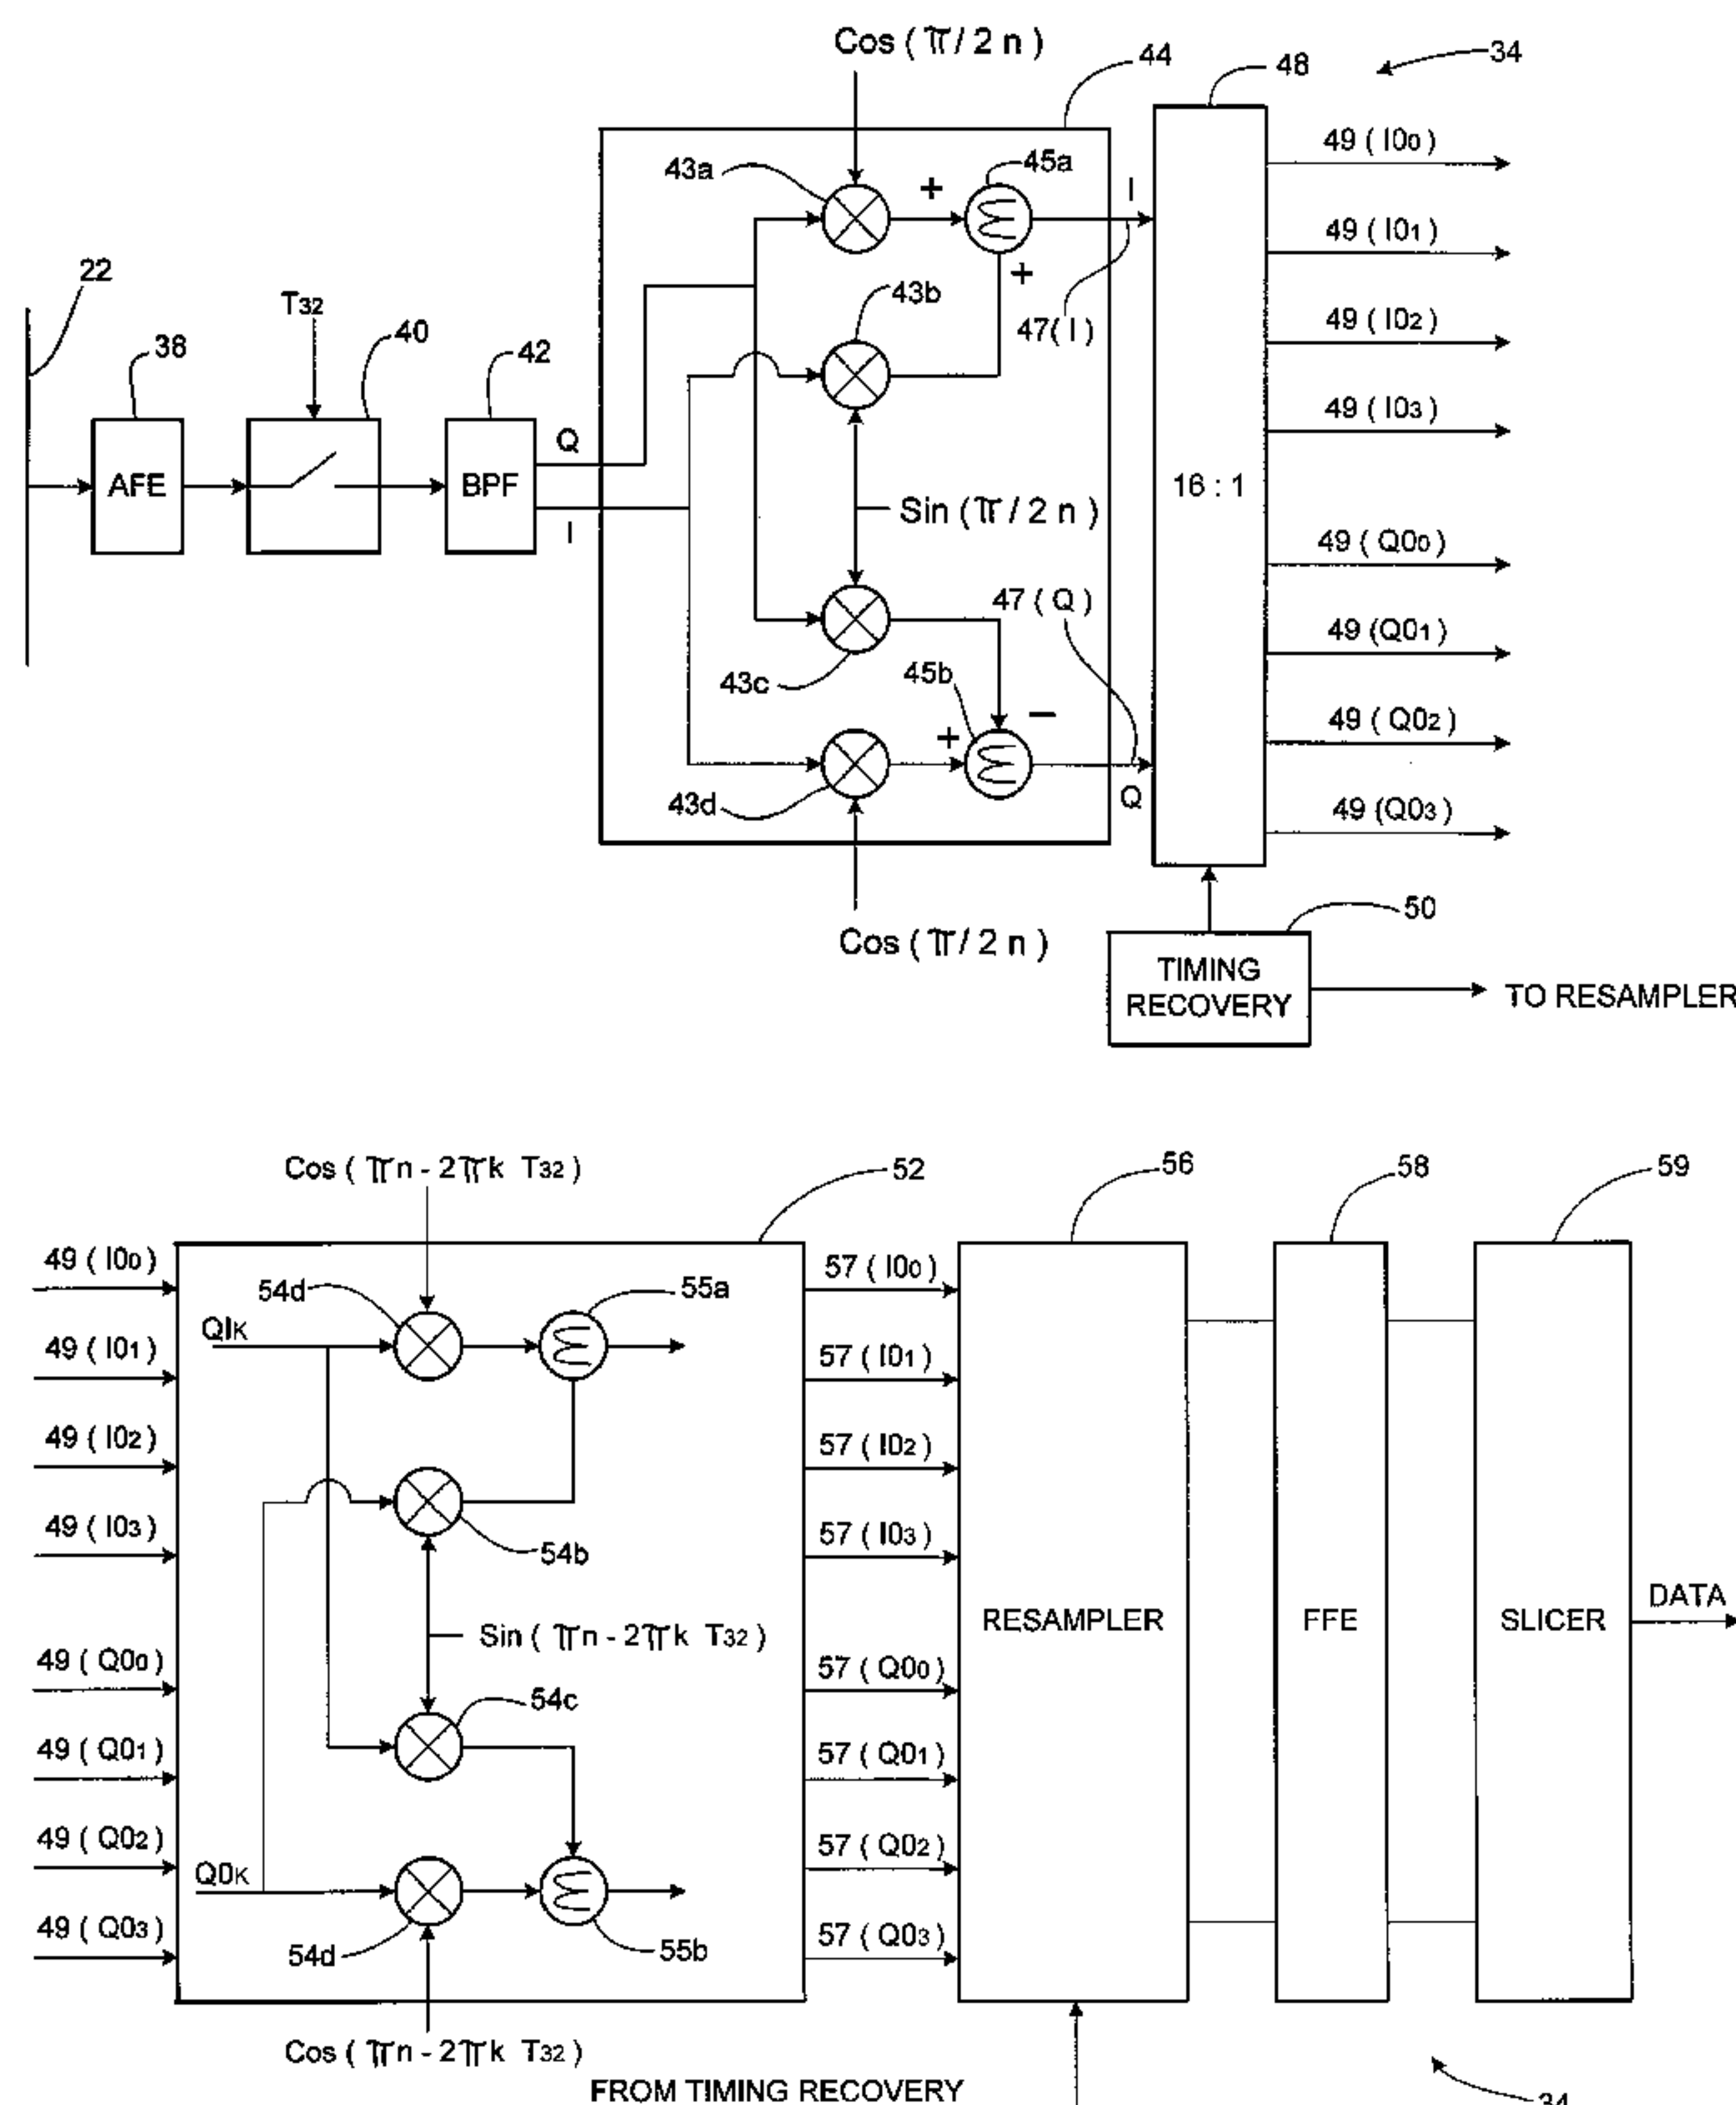 Cos ( π / 2 n )
44
48
34
43a
+
45a
I
49 ( I00 )
49 ( I01 )
22
T32
43b
+
47( I )
49 ( I02 )
38
40
42
49 ( I03 )
Q
AFE
BPF
I
Sin ( π / 2 n )
16 : 1
49 ( Q00 )
47 ( Q )
49 (Q01 )
43c
45b
−
+
49 ( Q02 )
43d
Q
49 (Q03 )
Cos ( π / 2 n )
50
TIMING
RECOVERY
TO RESAMPLER
Cos ( πn - 2πk T32 )
52
56
58
59
49 ( I00 )
54d
55a
57 ( I00 )
QIK
49 ( I01 )
57 ( I01 )
49 ( I02 )
57 ( I02 )
49 ( I03 )
54b
57 ( I03 )
Sin ( πn - 2πk T32 )
RESAMPLER
FFE
SLICER
DATA
49 ( Q00 )
57 ( Q00 )
54c
49 ( Q01 )
57 ( Q01 )
49 ( Q02 )
Q0K
57 ( Q02 )
49 ( Q03 )
54d
55b
57 ( Q03 )
Cos ( πn - 2πk T32 )
FROM TIMING RECOVERY
34